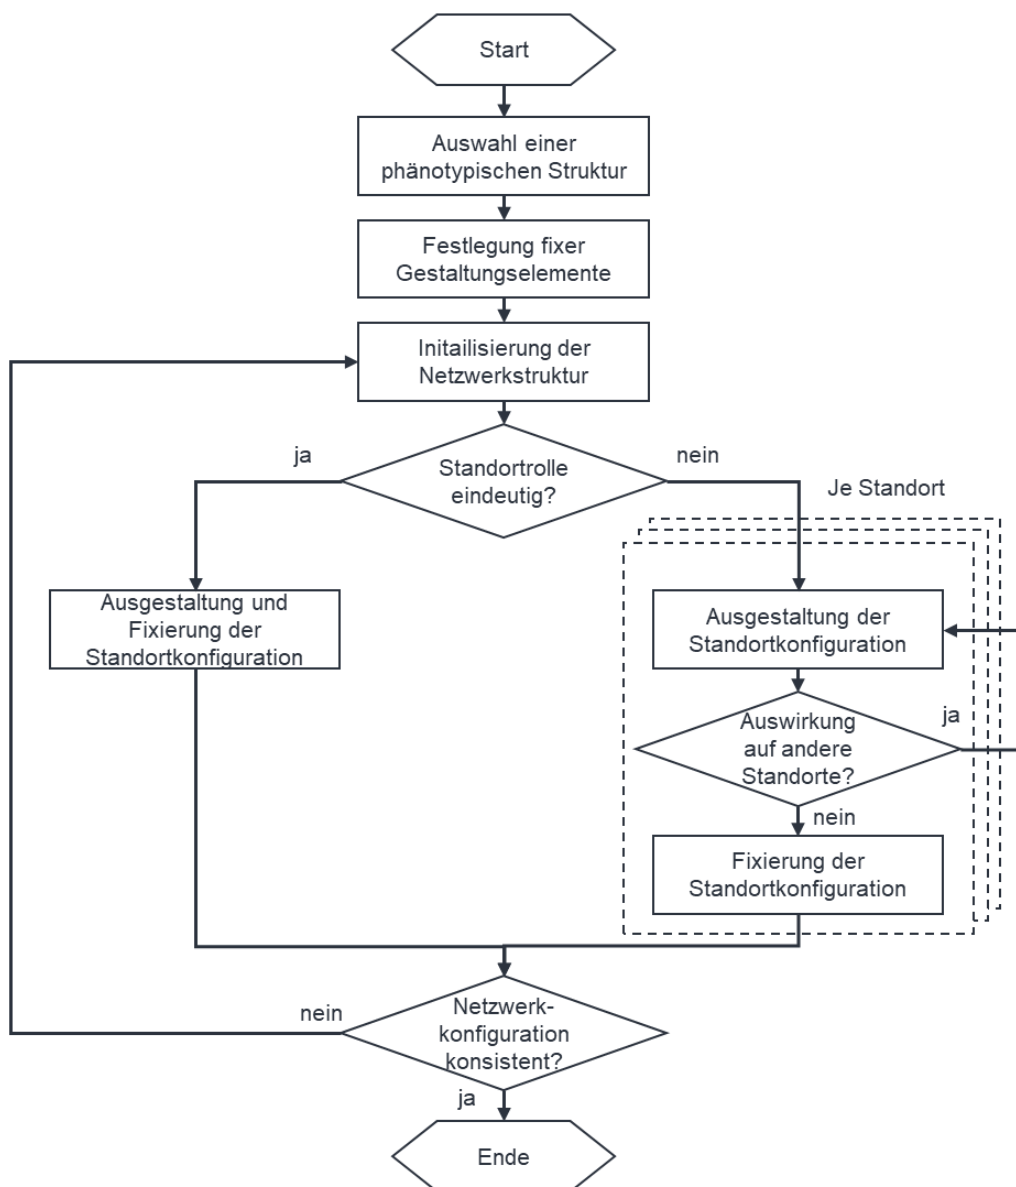 Start
Auswahl einer
phänotypischen Struktur
Festlegung fixer
Gestaltungselemente
Initailisierung der
Netzwerkstruktur
ja
Standortrolle
eindeutig?
nein
Je Standort
Ausgestaltung und
Fixierung der
Standortkonfiguration
Ausgestaltung der
Standortkonfiguration
Auswirkung
auf andere
Standorte?
ja
nein
Fixierung der
Standortkonfiguration
nein
Netzwerk-
konfiguration
konsistent?
ja
Ende